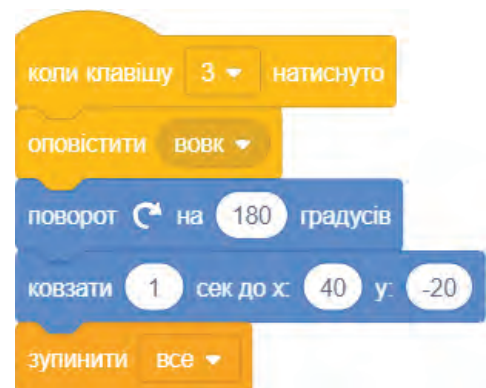 коли клавішу 3 натиснуто
оповістити вовк
поворот на 180 градусів
ковзати 1 сек до x: 40 y: -20
зупинити все